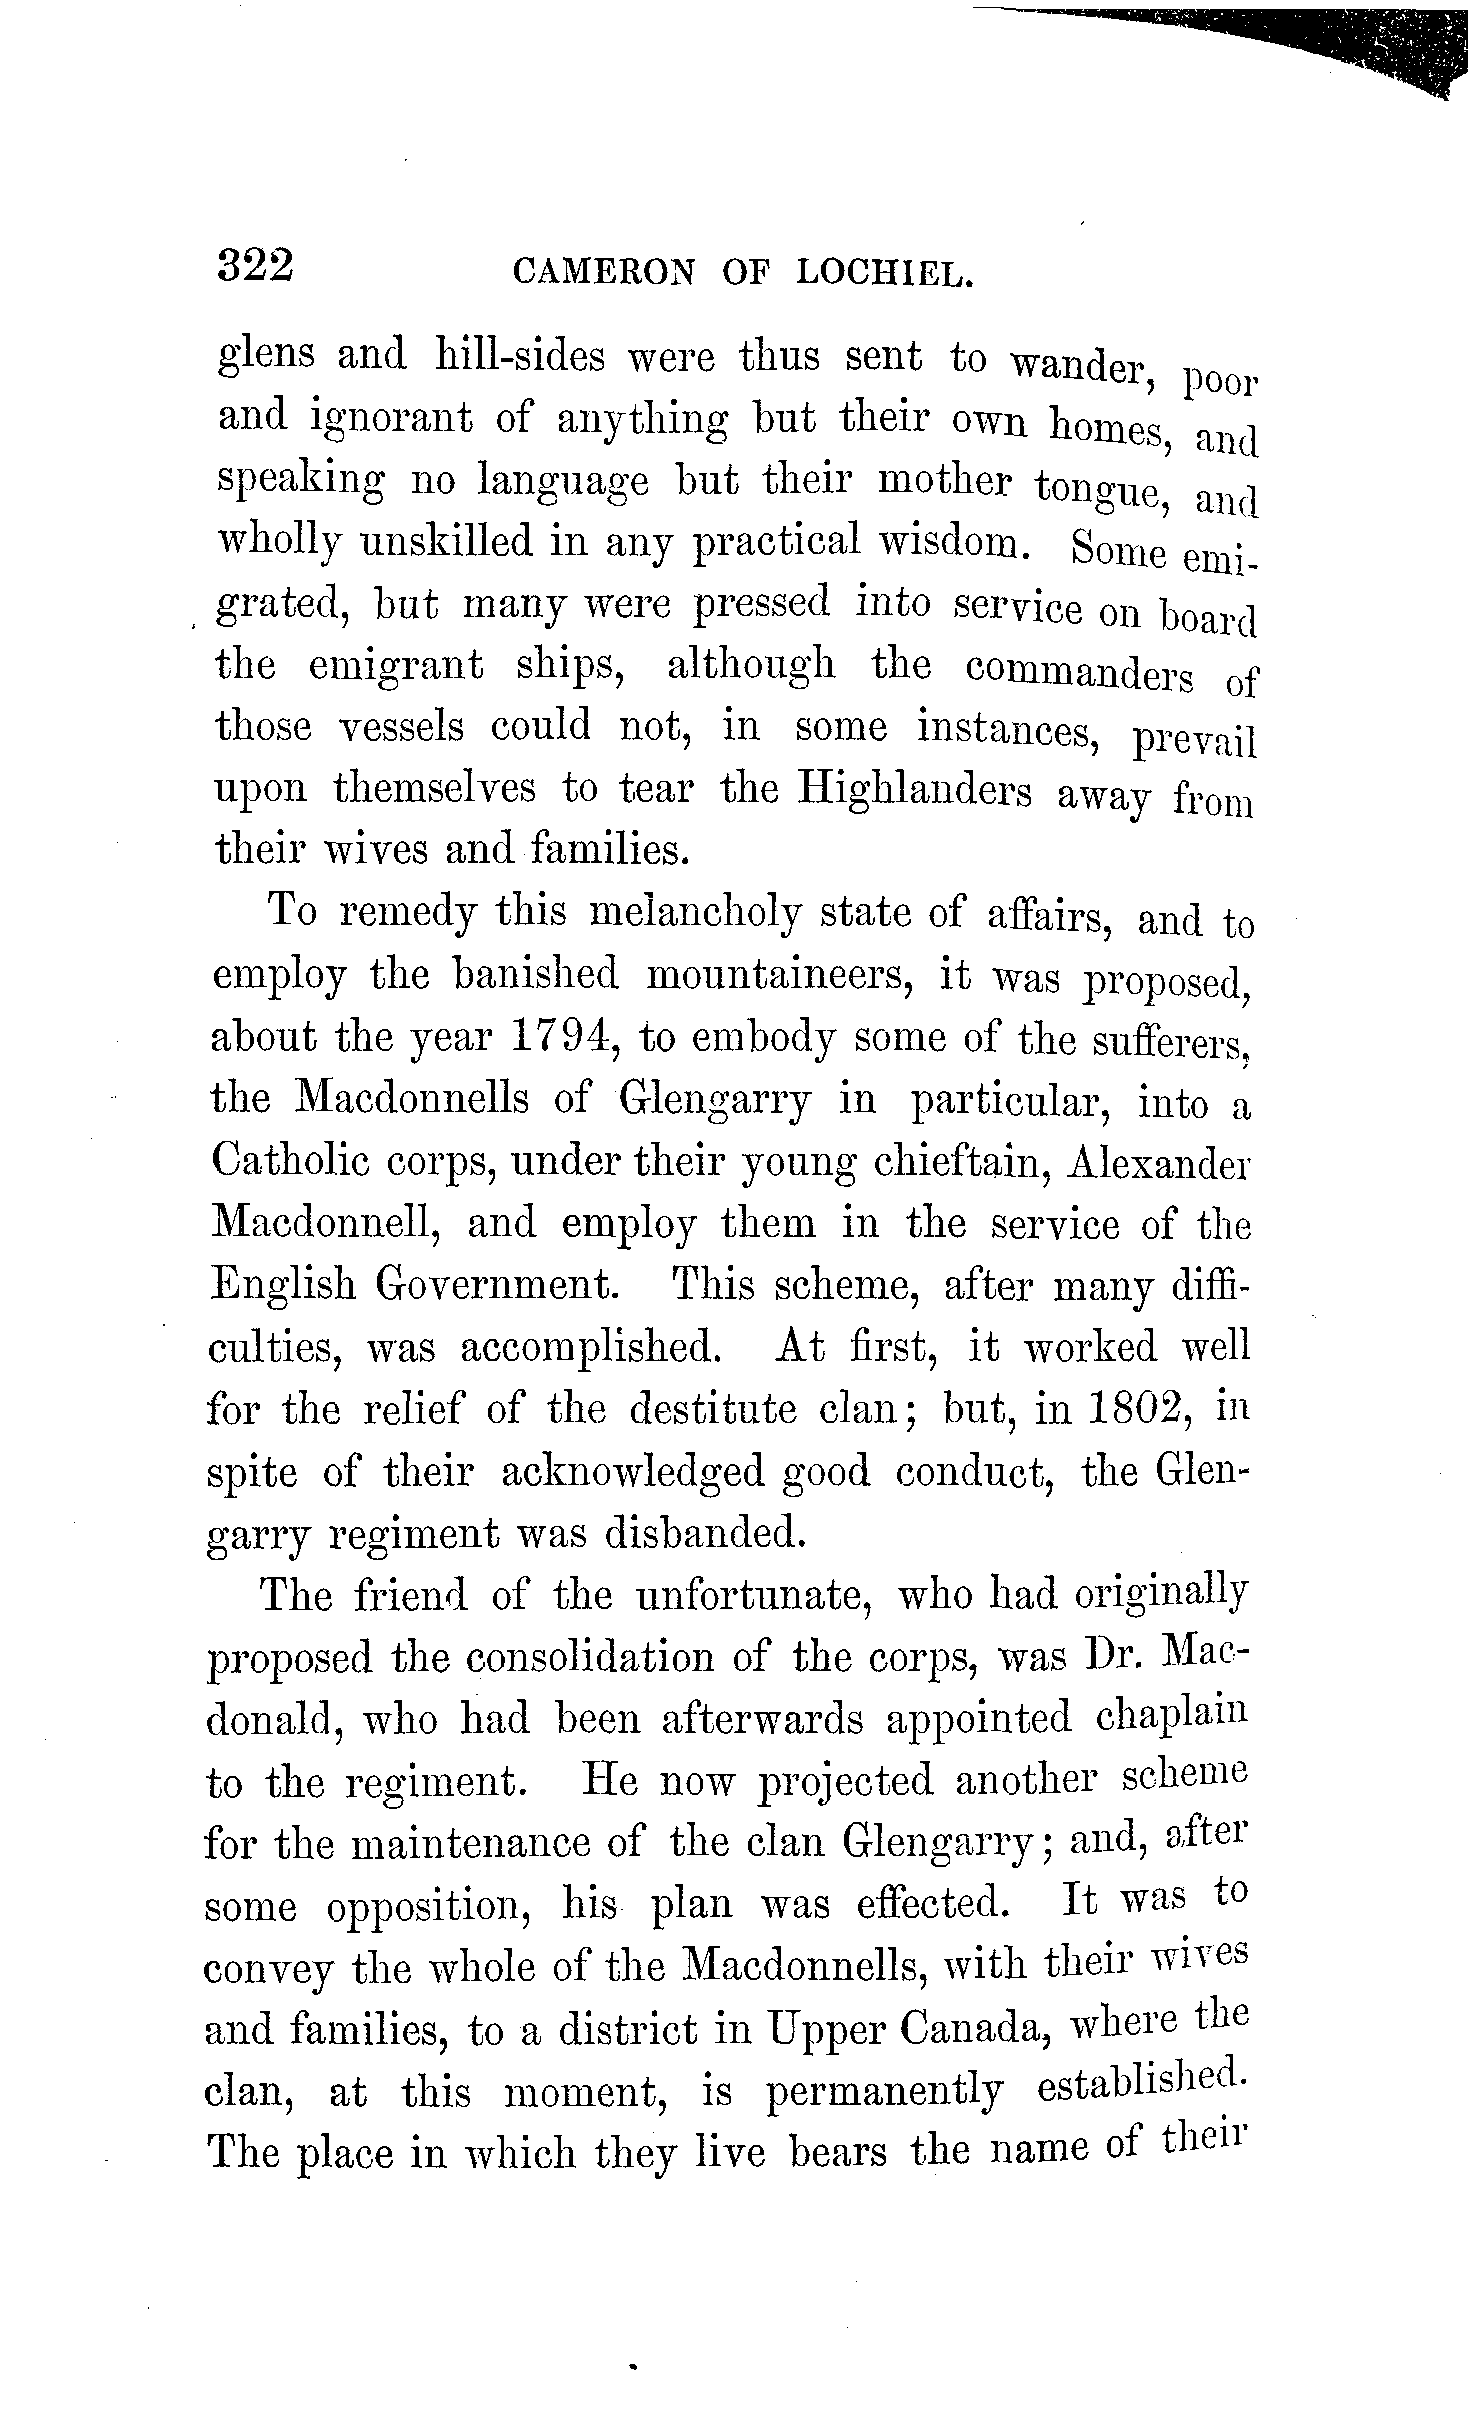 322 CAMERON OF LOCHIEL.
glens and hill-sides were thus sent to wander, poor
and ignorant of anything but their own homes, and
speaking no language but their mother tongue, and
wholly unskilled in any practical wisdom. Some emi-
grated, but many were pressed into service on board
the emigrant ships, although the commanders of
those vessels could not, in some instances, prevail
upon themselves to tear the Highlanders away from
their wives and families.
To remedy this melancholy state of affairs, and to
employ the banished mountaineers, it was proposed,
about the year 1794, to embody some of the sufferers,
the Macdonnells of Glengarry in particular, into a
Catholic corps, under their young chieftain, Alexander
Macdonnell, and employ them in the service of the
English Government. This scheme, after many diffi-
culties, was accomplished. At first, it worked well
for the relief of the destitute clan; but, in 1802, in
spite of their acknowledged good conduct, the Glen-
garry regiment was disbanded.
The friend of the unfortunate, who had originally
proposed the consolidation of the corps, was Dr. Mac-
donald, who had been afterwards appointed chaplain
to the regiment. He now projected another scheme
for the maintenance of the clan Glengarry; and, after
some opposition, his plan was effected. It was to
convey the whole of the Macdonnells, with their wives
and families, to a district in Upper Canada, where the
clan, at this moment, is permanently established.
The place in which they live bears the name of their